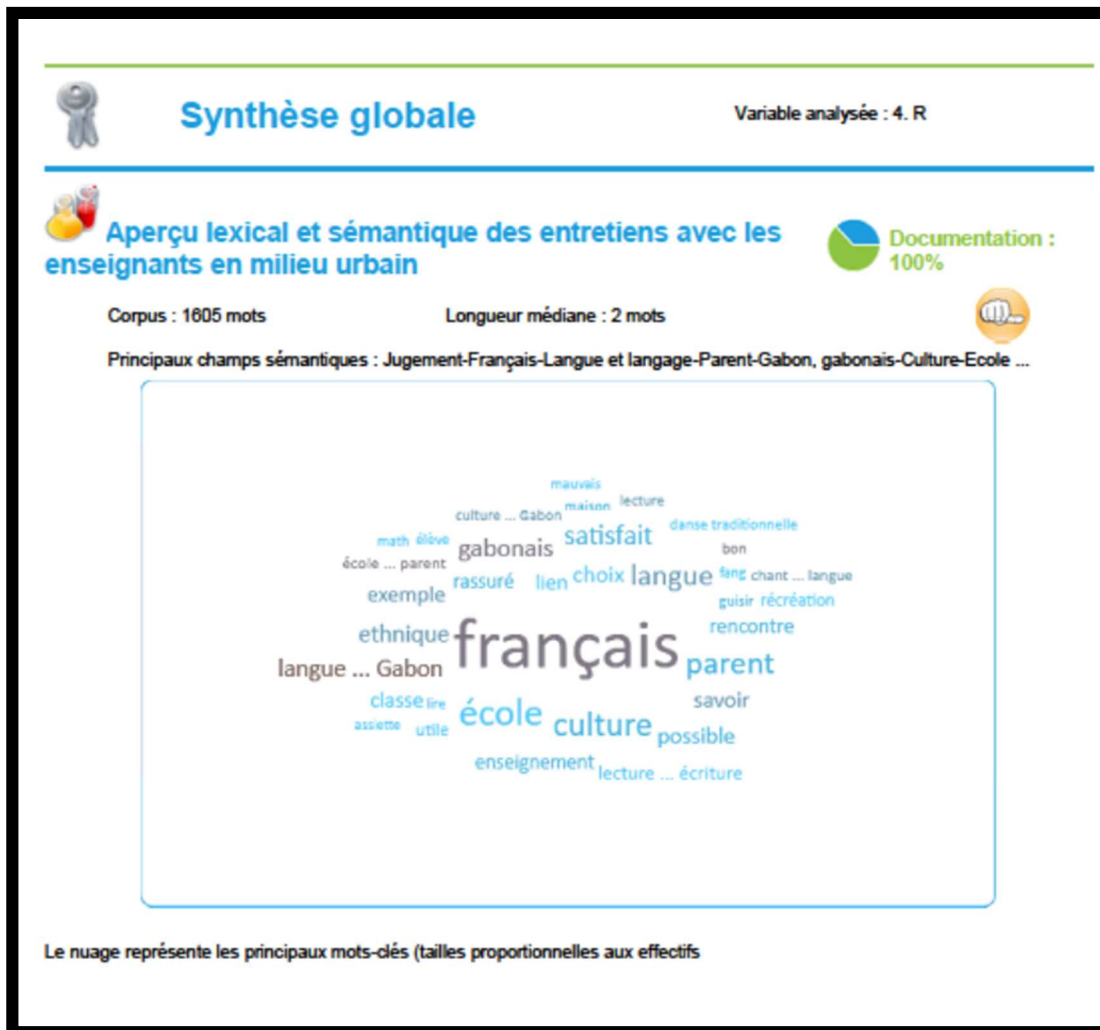 Synthèse globale
Variable analysée : 4. R
Aperçu lexical et sémantique des entretiens avec les
enseignants en milieu urbain
Documentation :
100%
Corpus : 1605 mots
Longueur médiane : 2 mots
Principaux champs sémantiques : Jugement-Français-Langue et langage-Parent-Gabon, gabonais-Culture-Ecole ...
mauvais
culture ... Gabon maison lecture
math élève gabonais satisfait danse traditionnelle
bon
école ... parent rassuré lien choix langue fang chant ... langue
exemple guisir récréation
ethnique français rencontre
langue ... Gabon parent
classe lire école savoir
assiette utile culture possible
enseignement lecture ... écriture
Le nuage représente les principaux mots-clés (tailles proportionnelles aux effectifs